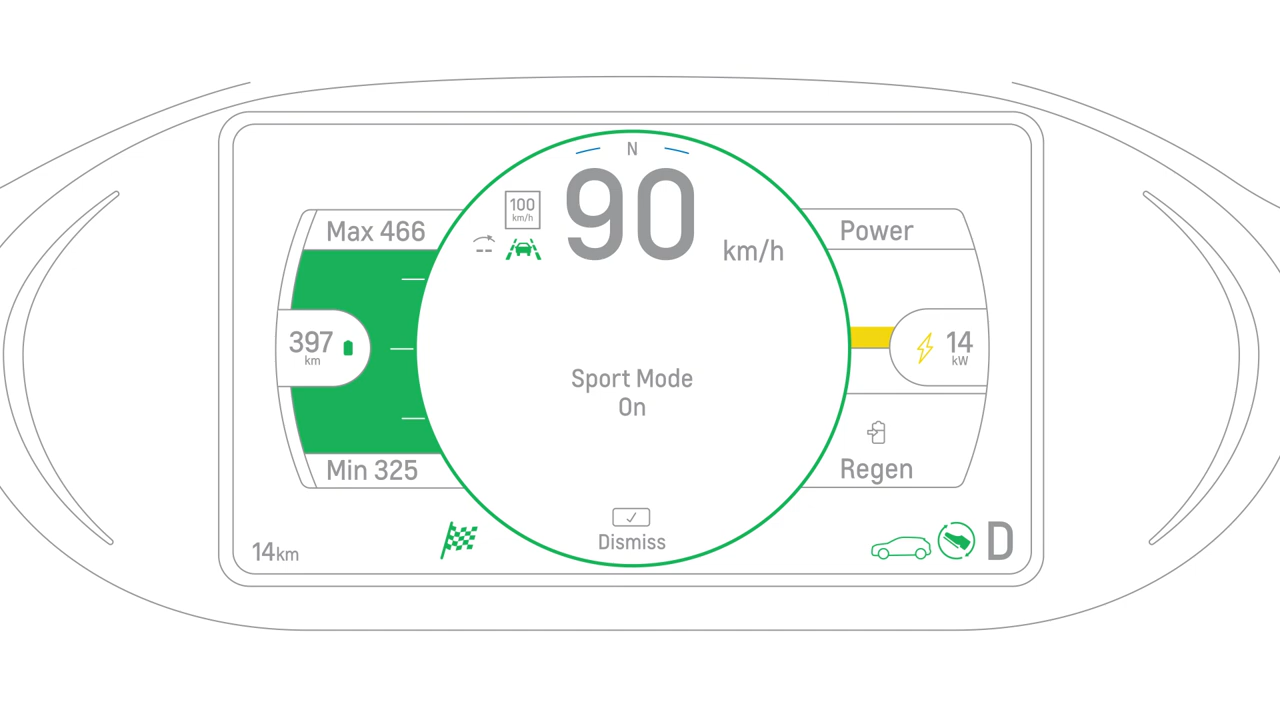 N
100
km/h
90
km/h
Max 466
397
km
Min 325
Power
14
kW
Regen
Sport Mode
On
Dismiss
14km
D